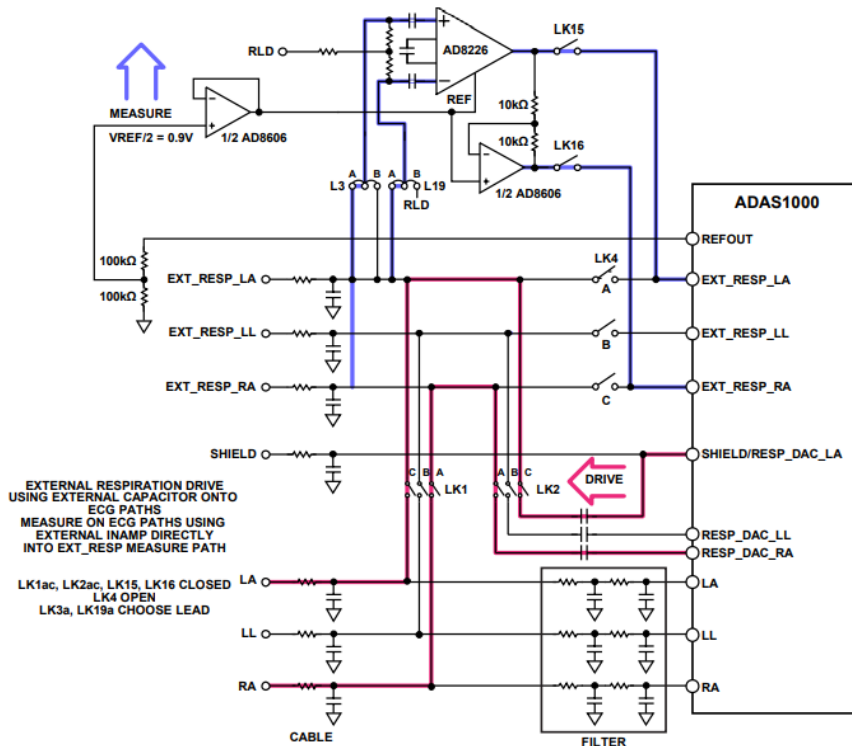 LK15
+
AD8226
−
RLD
REF
MEASURE
VREF/2 = 0.9V
−
+
1/2 AD8606
10kΩ
10kΩ
LK16
−
+
1/2 AD8606
A
B
A
B
L3
L19
RLD
ADAS1000
REFOUT
100kΩ
100kΩ
EXT_RESP_LA
LK4
A
EXT_RESP_LA
EXT_RESP_LL
B
EXT_RESP_LL
EXT_RESP_RA
C
EXT_RESP_RA
SHIELD
SHIELD/RESP_DAC_LA
DRIVE
C
B
A
LK1
A
B
C
LK2
EXTERNAL RESPIRATION DRIVE
USING EXTERNAL CAPACITOR ONTO
ECG PATHS
MEASURE ON ECG PATHS USING
EXTERNAL INAMP DIRECTLY
INTO EXT_RESP MEASURE PATH
RESP_DAC_LL
RESP_DAC_RA
LK1ac, LK2ac, LK15, LK16 CLOSED
LK4 OPEN
LK3a, LK19a CHOOSE LEAD
LA
LA
LL
LL
RA
RA
CABLE
FILTER